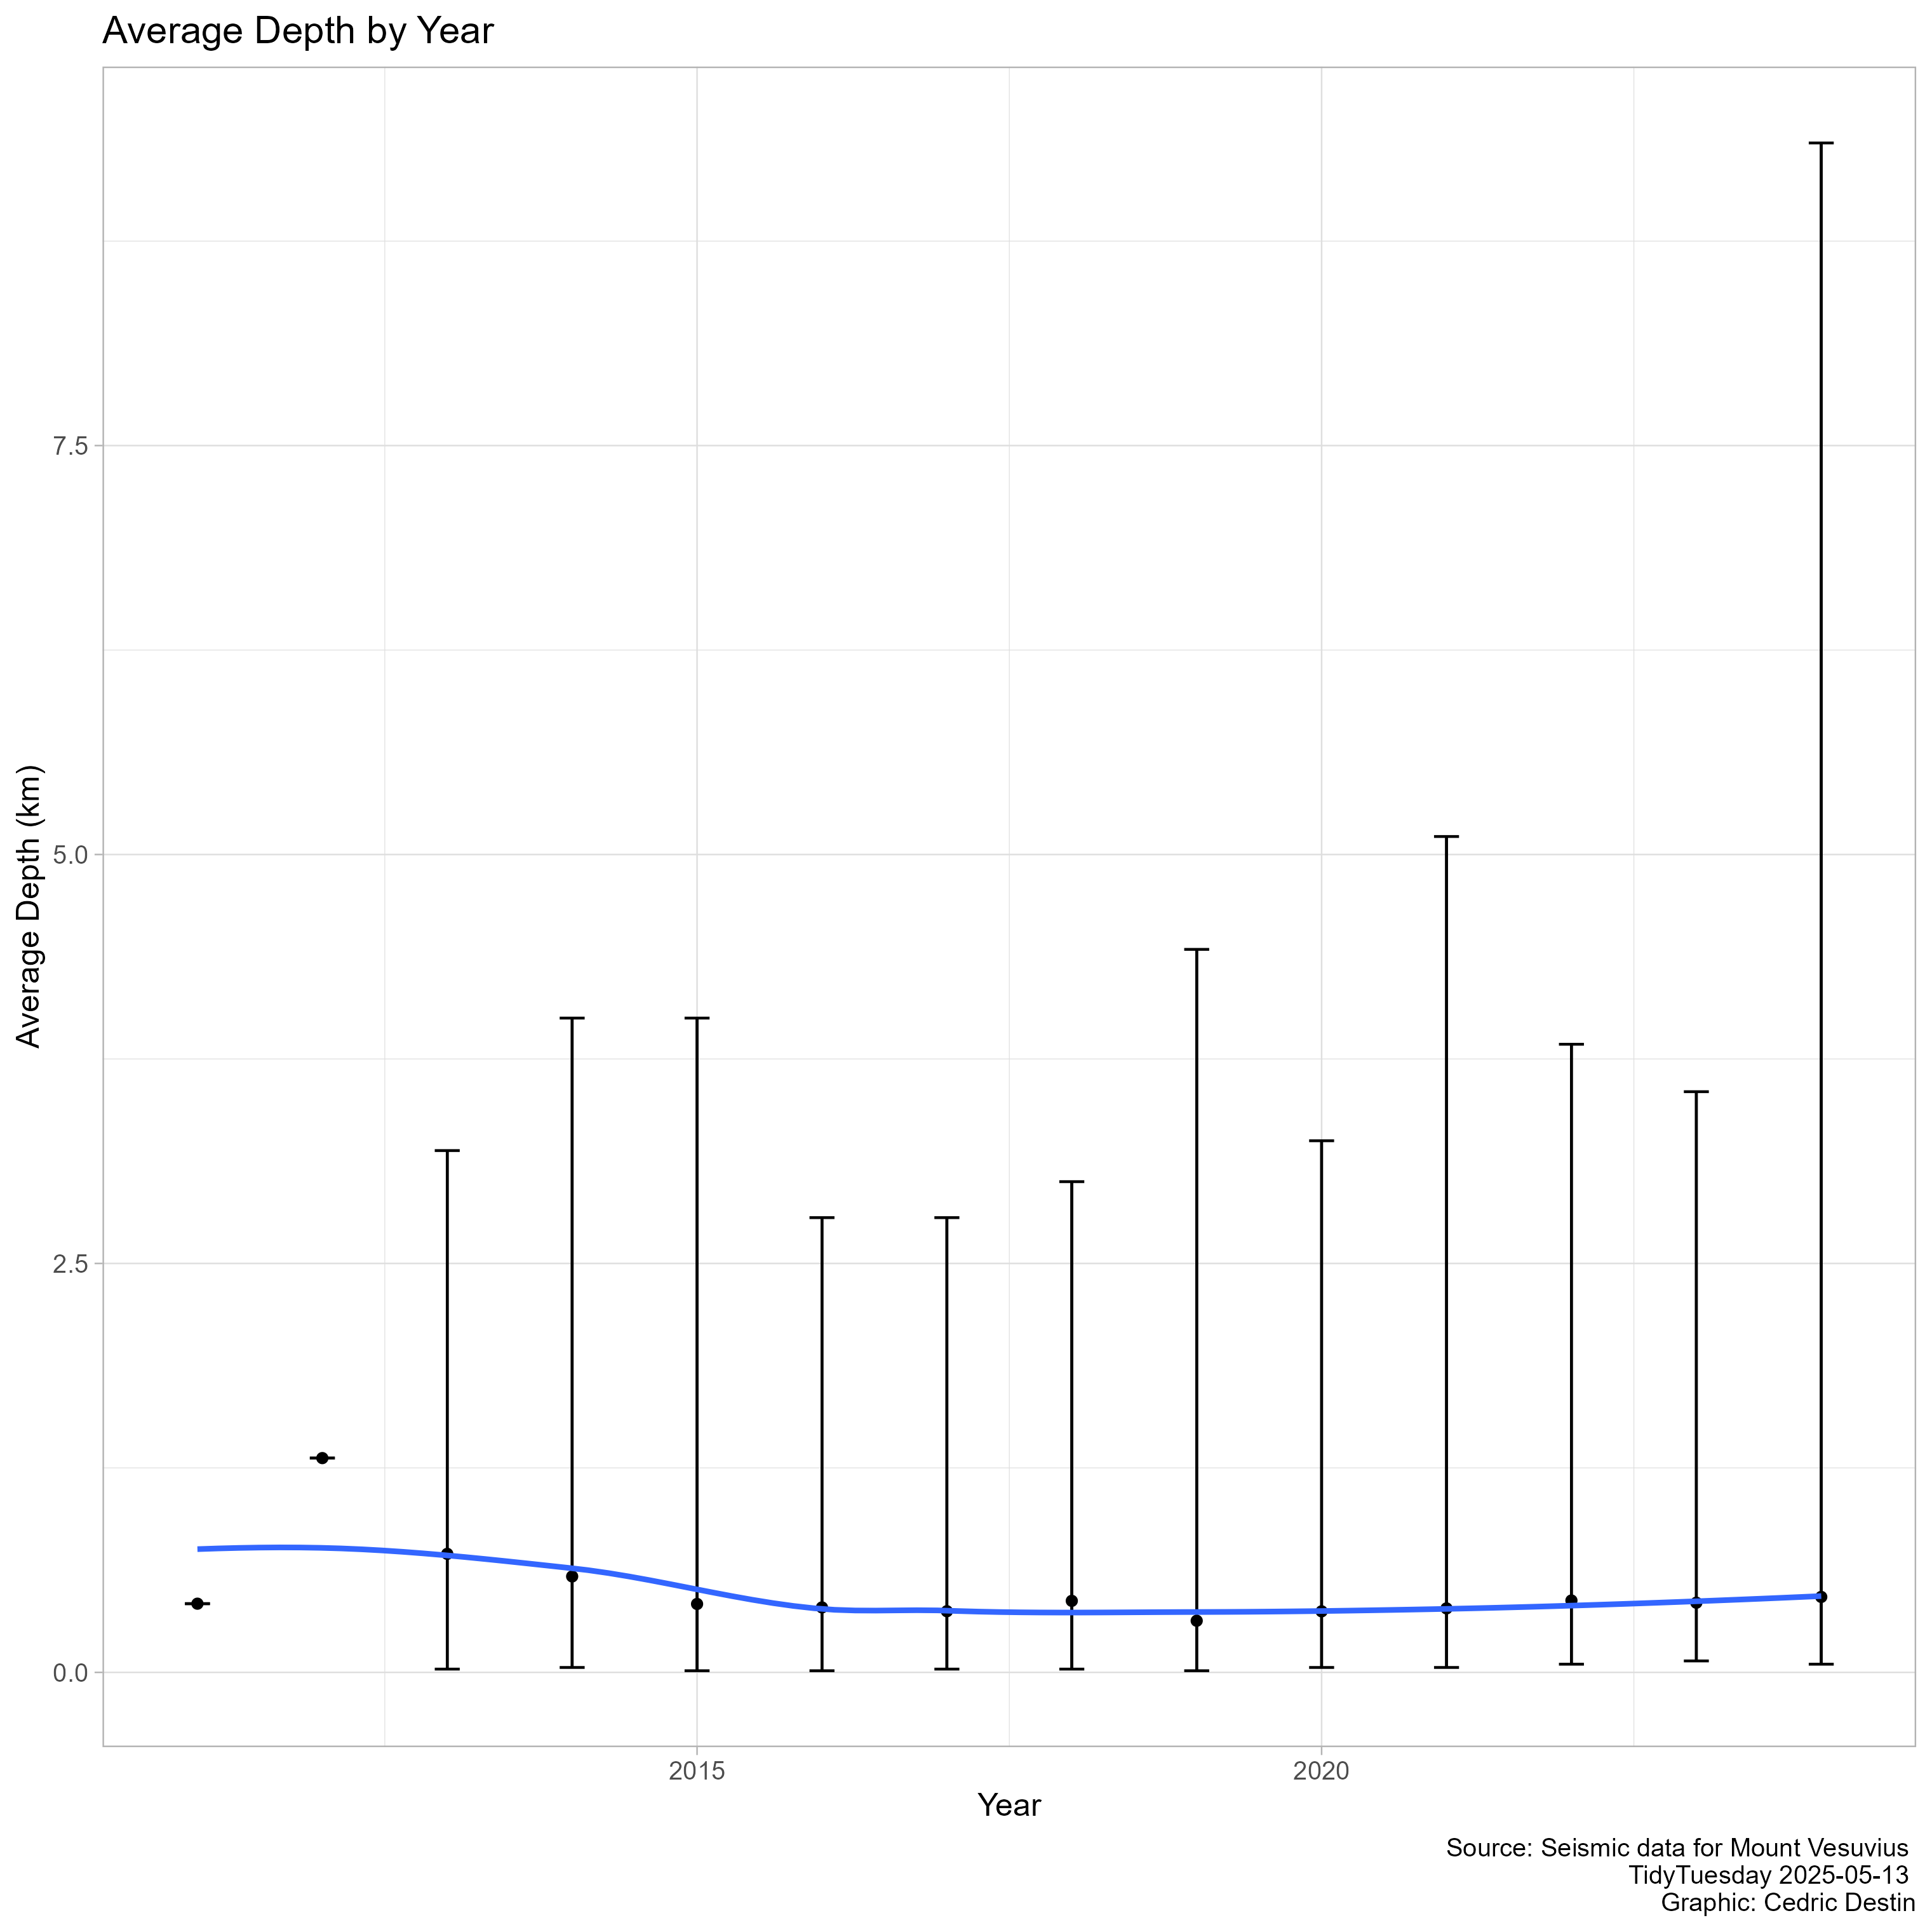 Average Depth by Year
Average Depth (km)
7.5
5.0
2.5
0.0
2015
2020
Year
Source: Seismic data for Mount Vesuvius
TidyTuesday 2025-05-13
Graphic: Cedric Destin